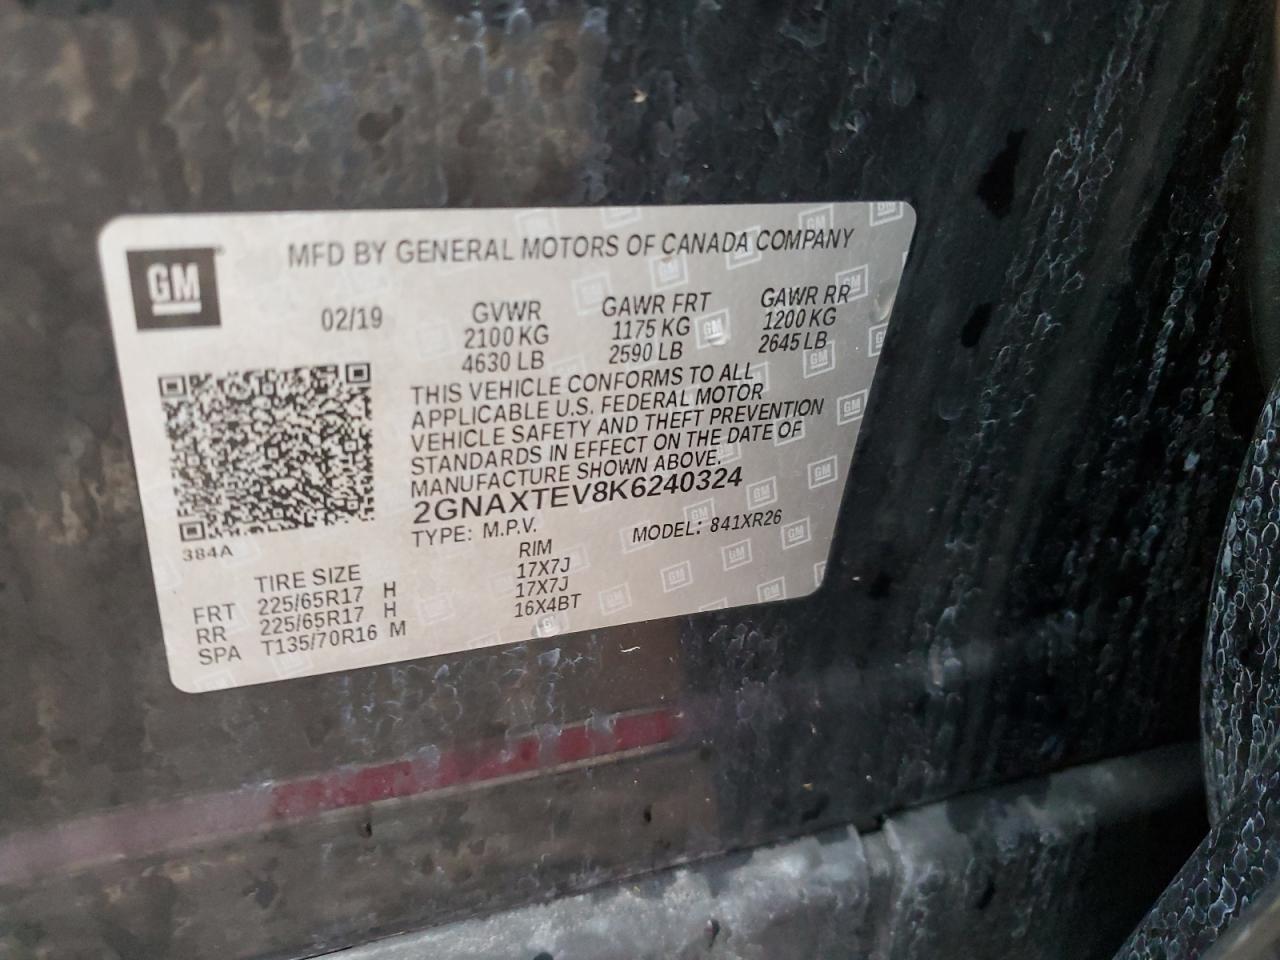 GM
MFD BY GENERAL MOTORS OF CANADA COMPANY
02/19
GVWR GAWR FRT GAWR RR
2100 KG 1175 KG 1200 KG
4630 LB 2590 LB 2645 LB
THIS VEHICLE CONFORMS TO ALL
APPLICABLE U.S. FEDERAL MOTOR
VEHICLE SAFETY AND THEFT PREVENTION
STANDARDS IN EFFECT ON THE DATE OF
MANUFACTURE SHOWN ABOVE.
2GNAXTEV8K6240324
TYPE: M.P.V. MODEL: 841XR26
384A
TIRE SIZE RIM
FRT 225/65R17 H 17X7J
RR 225/65R17 H 17X7J
SPA T135/70R16 M 16X4BT